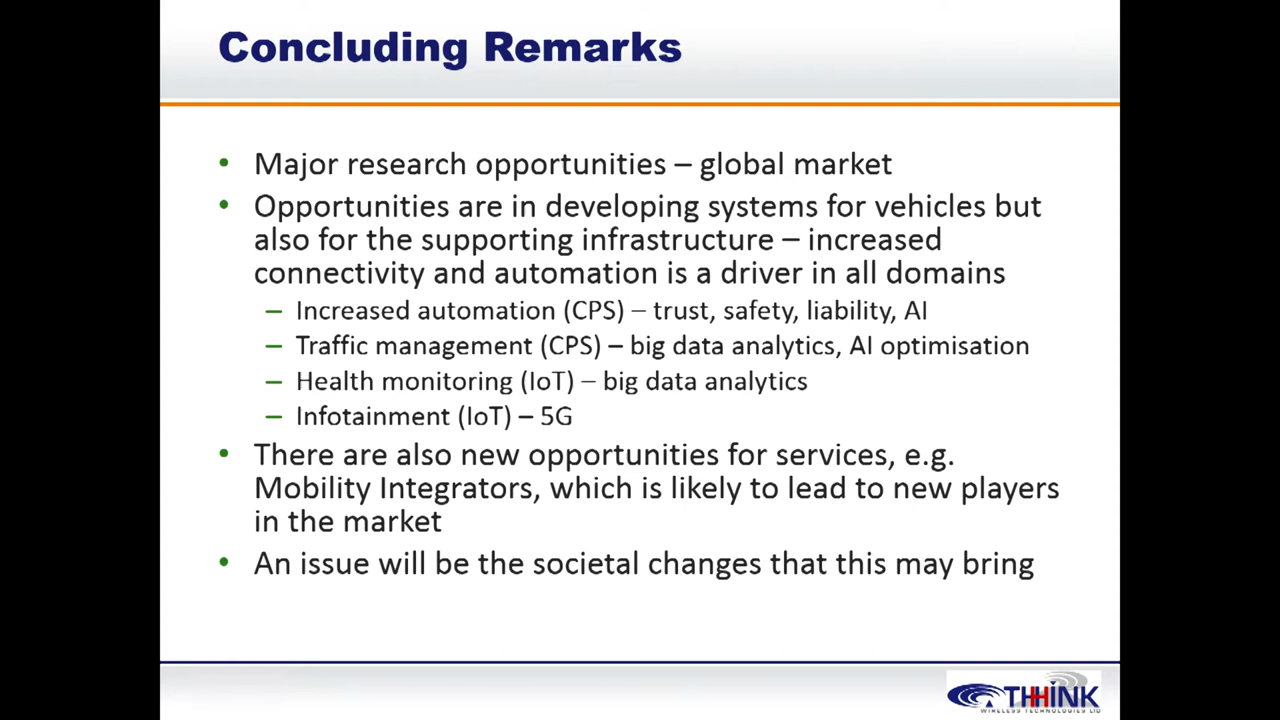 Concluding Remarks
• Major research opportunities – global market
• Opportunities are in developing systems for vehicles but
also for the supporting infrastructure – increased
connectivity and automation is a driver in all domains
– Increased automation (CPS) – trust, safety, liability, AI
– Traffic management (CPS) – big data analytics, AI optimisation
– Health monitoring (IoT) – big data analytics
– Infotainment (IoT) – 5G
• There are also new opportunities for services, e.g.
Mobility Integrators, which is likely to lead to new players
in the market
• An issue will be the societal changes that this may bring
THHINK
WIRELESS TECHNOLOGIES LTD